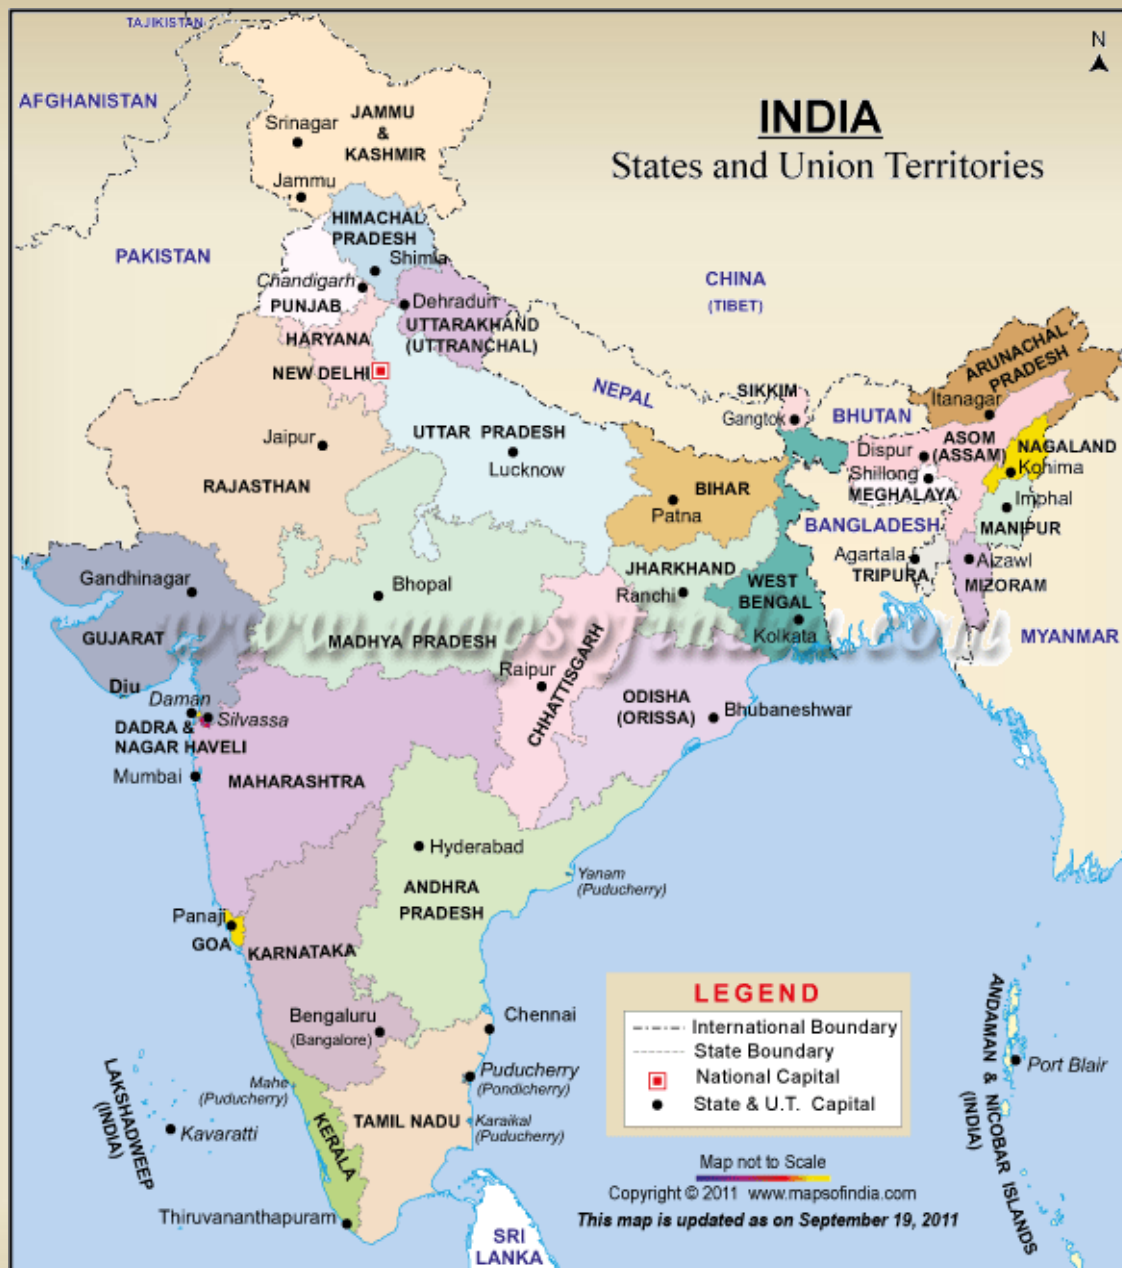 TAJIKISTAN
N
AFGHANISTAN
INDIA
States and Union Territories
JAMMU
&
KASHMIR
Srinagar
Jammu
HIMACHAL
PRADESH
Shimla
PAKISTAN
Chandigarh
PUNJAB
CHINA
(TIBET)
Dehradun
UTTARAKHAND
(UTTRANCHAL)
HARYANA
NEW DELHI
NEPAL
SIKKIM
Gangtok
BHUTAN
ARUNACHAL
PRADESH
Itanagar
Jaipur
RAJASTHAN
UTTAR PRADESH
Lucknow
BIHAR
Patna
Dispur
Shillong
MEGHALAYA
ASOM
(ASSAM)
NAGALAND
Kohima
Imphal
MANIPUR
BANGLADESH
Agartala
TRIPURA
Aizawl
MIZORAM
Gandhinagar
GUJARAT
Bhopal
MADHYA PRADESH
JHARKHAND
Ranchi
WEST
BENGAL
Kolkata
MYANMAR
www.mapsofindia.com
Diu
Daman
Silvassa
DADRA &
NAGAR HAVELI
Mumbai
MAHARASHTRA
Raipur
CHHATTISGARH
ODISHA
(ORISSA)
Bhubaneshwar
Hyderabad
ANDHRA
PRADESH
Yanam
(Puducherry)
Panaji
GOA
KARNATAKA
Bengaluru
(Bangalore)
Chennai
Puducherry
(Pondicherry)
Mahe
(Puducherry)
KERALA
TAMIL NADU
Karaikal
(Puducherry)
LAKSHADWEEP
(INDIA)
Kavaratti
Thiruvananthapuram
SRI
LANKA
ANDAMAN & NICOBAR ISLANDS
(INDIA)
Port Blair
LEGEND
International Boundary
State Boundary
National Capital
State & U.T. Capital
Map not to Scale
Copyright © 2011 www.mapsofindia.com
This map is updated as on September 19, 2011